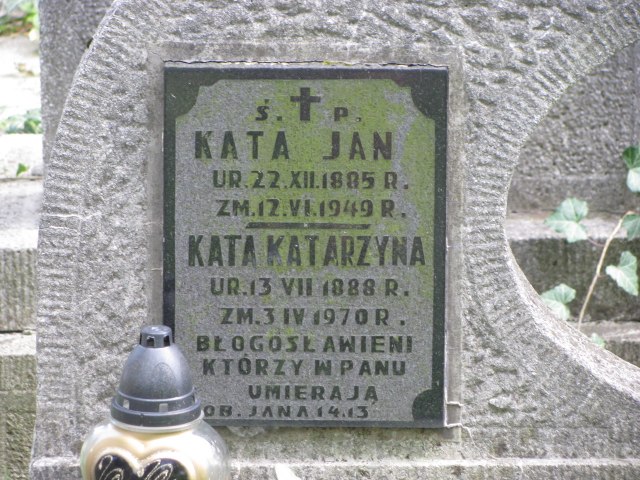 Ś. P.
KATA JAN
UR. 22. XII. 1885 R.
ZM. 12. VI. 1949 R.
KATA KATARZYNA
UR. 13 VII 1888 R.
ZM. 3 IV 1970 R.
BŁOGOSŁAWIENI
KTÓRZY W PANU
UMIERAJĄ
OB. JANA 14.13